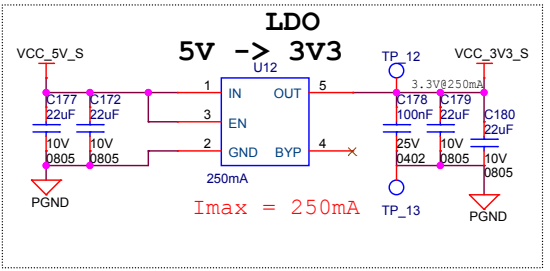 LDO
5V -> 3V3
VCC_5V_S
U12
TP_12
VCC_3V3_S
1
IN
OUT
5
3.3V@250mA
C177
22uF
C172
22uF
C178
100nF
C179
22uF
C180
22uF
3
EN
2
GND
BYP
4
10V
0805
10V
0805
25V
0402
10V
0805
10V
0805
250mA
Imax = 250mA
TP_13
PGND
PGND